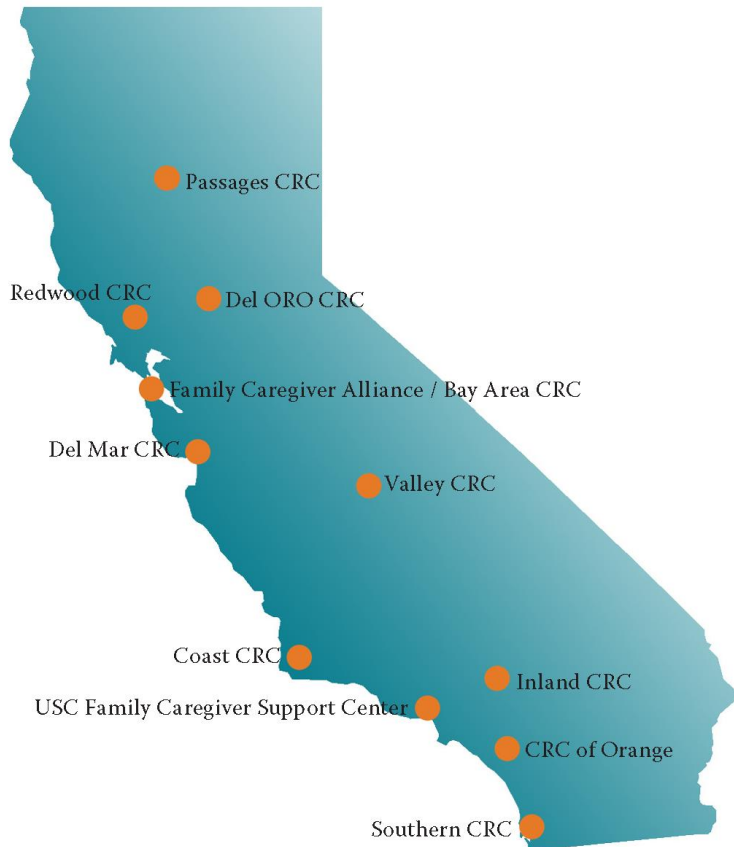 Passages CRC
Redwood CRC
Del ORO CRC
Family Caregiver Alliance / Bay Area CRC
Del Mar CRC
Valley CRC
Coast CRC
Inland CRC
USC Family Caregiver Support Center
CRC of Orange
Southern CRC